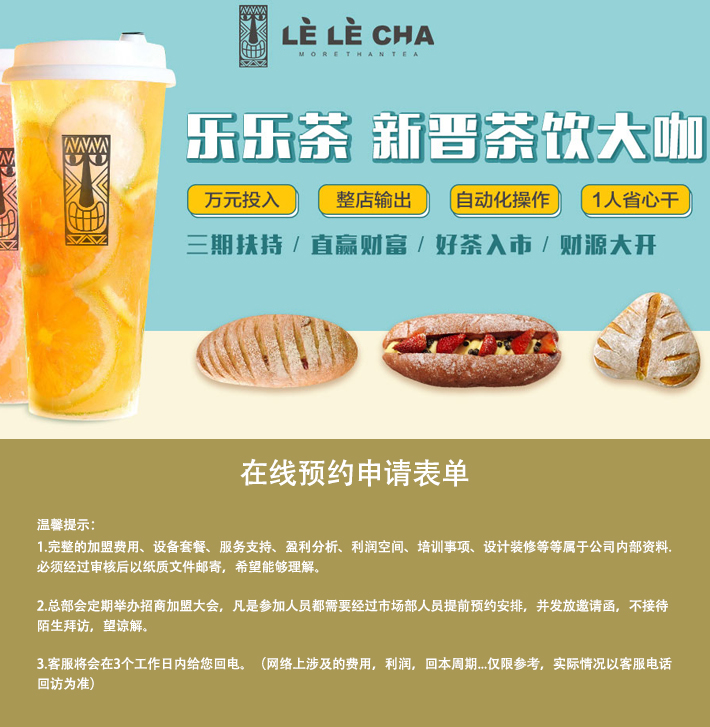 LÈ LÈ CHA
MORETHANTEA
乐乐茶 新晋茶饮大咖
万元投入 整店输出 自动化操作 1人省心干
三期扶持 / 直赢财富 / 好茶入市 / 财源大开
在线预约申请表单
温馨提示：
1.完整的加盟费用、设备套餐、服务支持、盈利分析、利润空间、培训事项、设计装修等等属于公司内部资料.
必须经过审核后以纸质文件邮寄，希望能够理解。
2.总部会定期举办招商加盟大会，凡是参加人员都需要经过市场部人员提前预约安排，并发放邀请函，不接待
陌生拜访，望谅解。
3.客服将会在3个工作日内给您回电。（网络上涉及的费用，利润，回本周期...仅限参考，实际情况以客服电话
回访为准）